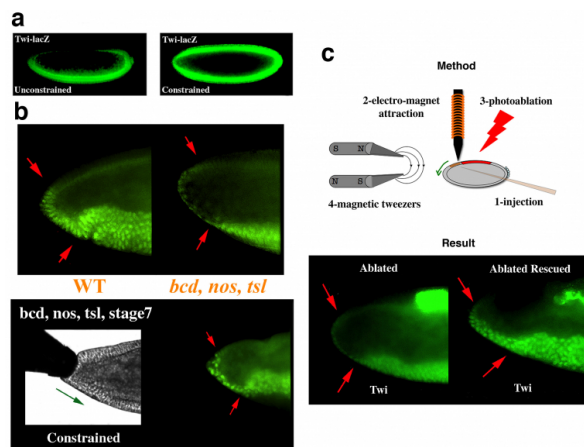 a
Twi-lacZ
Unconstrained
Twi-lacZ
Constrained
b
WT
bcd, nos, tsl
bcd, nos, tsl, stage7
Constrained
c
Method
2-electro-magnet
attraction
3-photoablation
S N
N S
4-magnetic tweezers
1-injection
Result
Ablated
Twi
Ablated Rescued
Twi